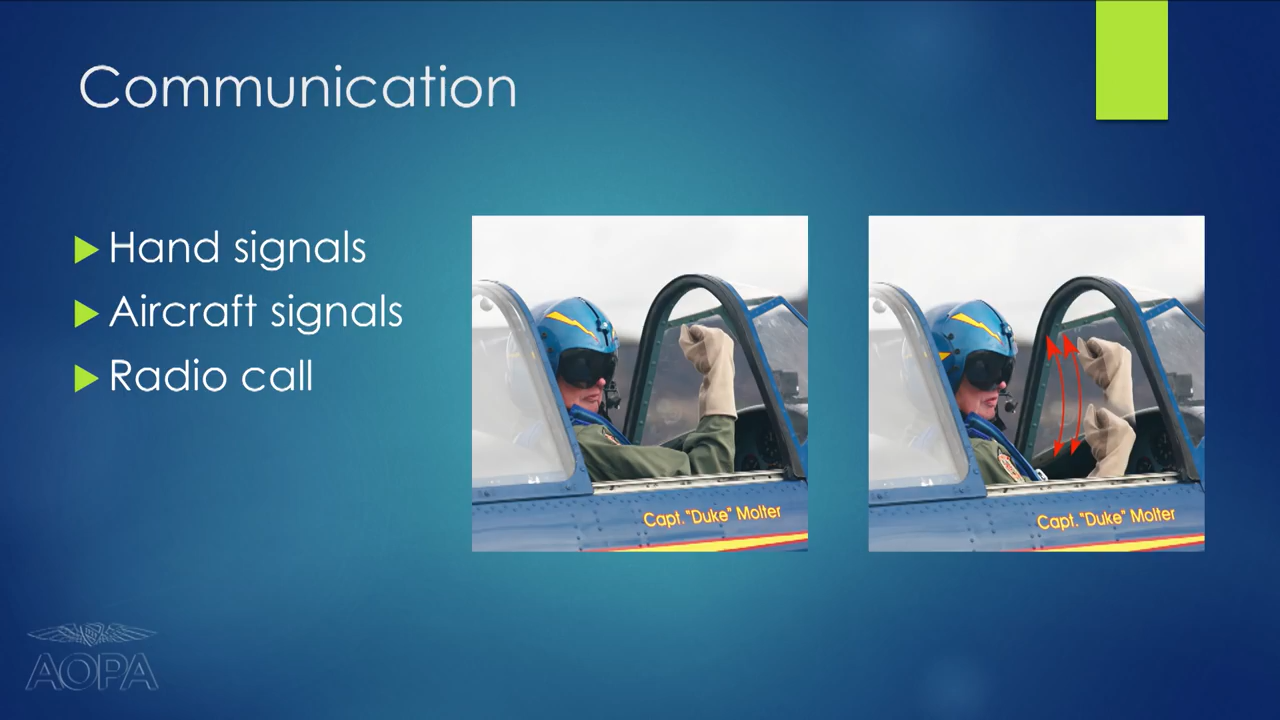 Communication
Hand signals
Aircraft signals
Radio call
Capt. "Duke" Molter
Capt. "Duke" Molter
AOPA